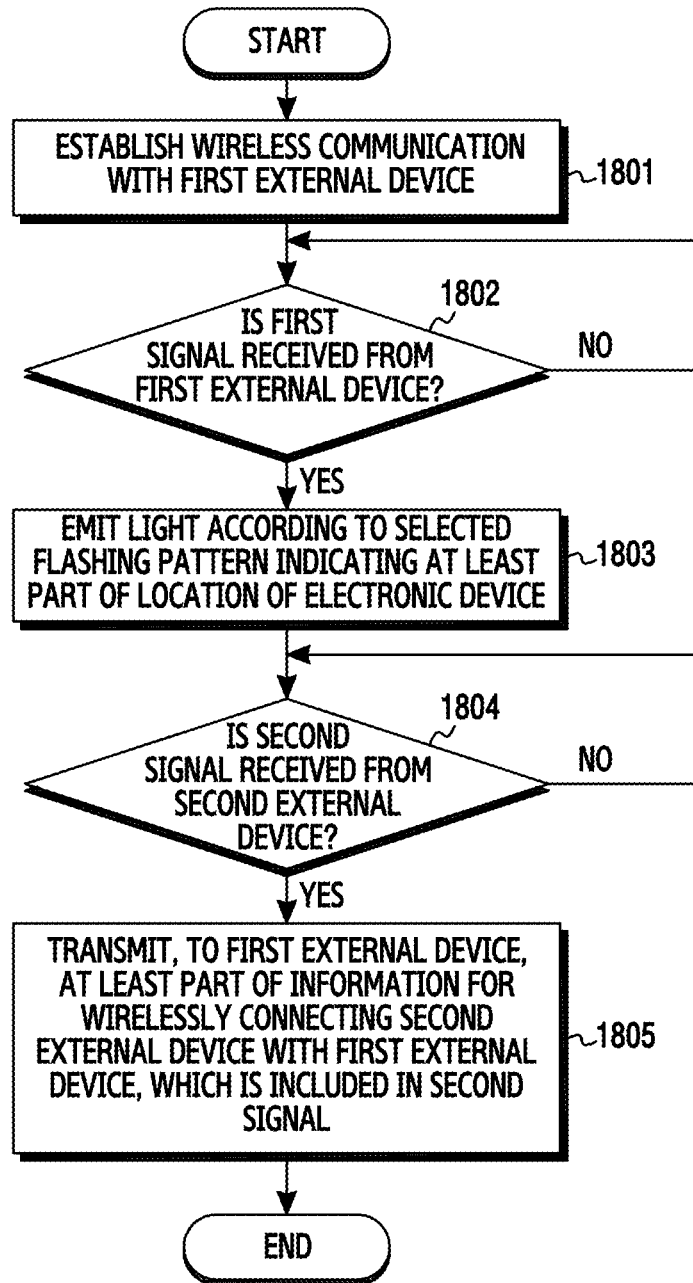 START
ESTABLISH WIRELESS COMMUNICATION
WITH FIRST EXTERNAL DEVICE
1801
1802
IS FIRST
SIGNAL RECEIVED FROM
FIRST EXTERNAL DEVICE?
NO
YES
EMIT LIGHT ACCORDING TO SELECTED
FLASHING PATTERN INDICATING AT LEAST
PART OF LOCATION OF ELECTRONIC DEVICE
1803
1804
IS SECOND
SIGNAL RECEIVED FROM
SECOND EXTERNAL
DEVICE?
NO
YES
TRANSMIT, TO FIRST EXTERNAL DEVICE,
AT LEAST PART OF INFORMATION FOR
WIRELESSLY CONNECTING SECOND
EXTERNAL DEVICE WITH FIRST EXTERNAL
DEVICE, WHICH IS INCLUDED IN SECOND
SIGNAL
1805
END